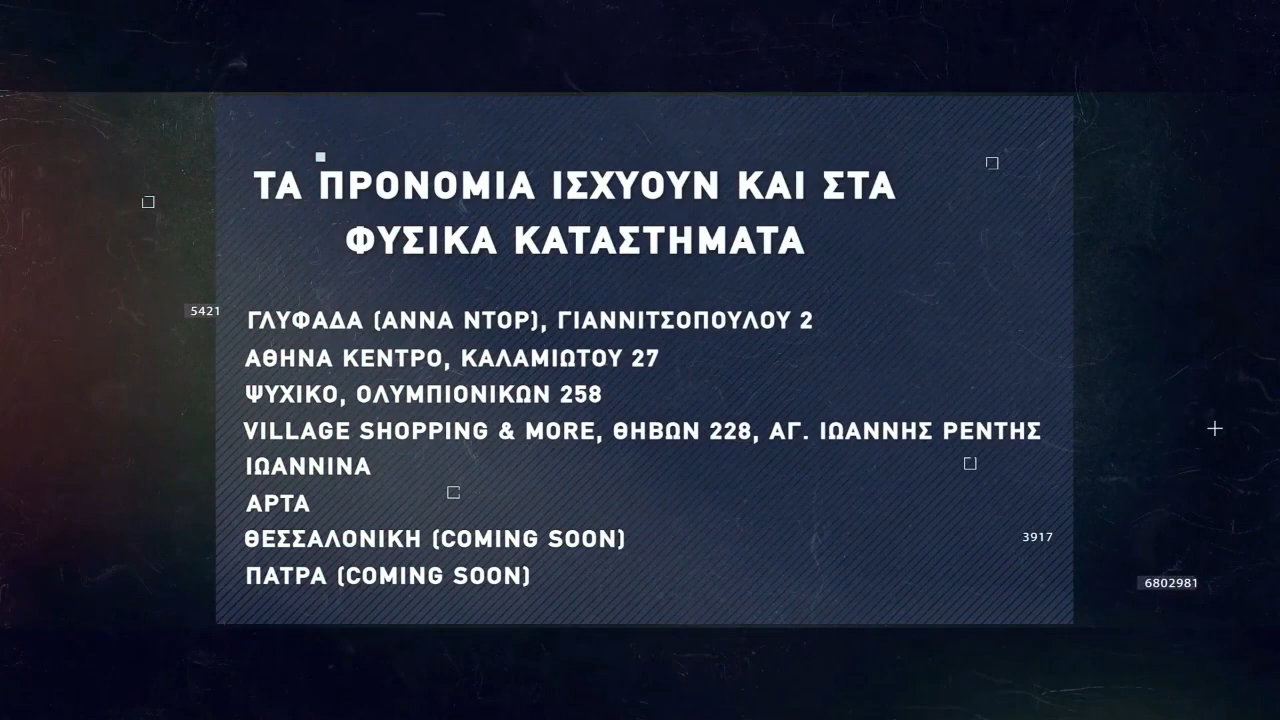 ΤΑ ΠΡΟΝΟΜΙΑ ΙΣΧΥΟΥΝ ΚΑΙ ΣΤΑ
ΦΥΣΙΚΑ ΚΑΤΑΣΤΗΜΑΤΑ
5421
ΓΛΥΦΑΔΑ (ΑΝΝΑ ΝΤΟΡ), ΓΙΑΝΝΙΤΣΟΠΟΥΛΟΥ 2
ΑΘΗΝΑ ΚΕΝΤΡΟ, ΚΑΛΑΜΙΩΤΟΥ 27
ΨΥΧΙΚΟ, ΟΛΥΜΠΙΟΝΙΚΩΝ 258
VILLAGE SHOPPING & MORE, ΘΗΒΩΝ 228, ΑΓ. ΙΩΑΝΝΗΣ ΡΕΝΤΗΣ
ΙΩΑΝΝΙΝΑ
ΑΡΤΑ
ΘΕΣΣΑΛΟΝΙΚΗ (COMING SOON)
3917
ΠΑΤΡΑ (COMING SOON)
6802981